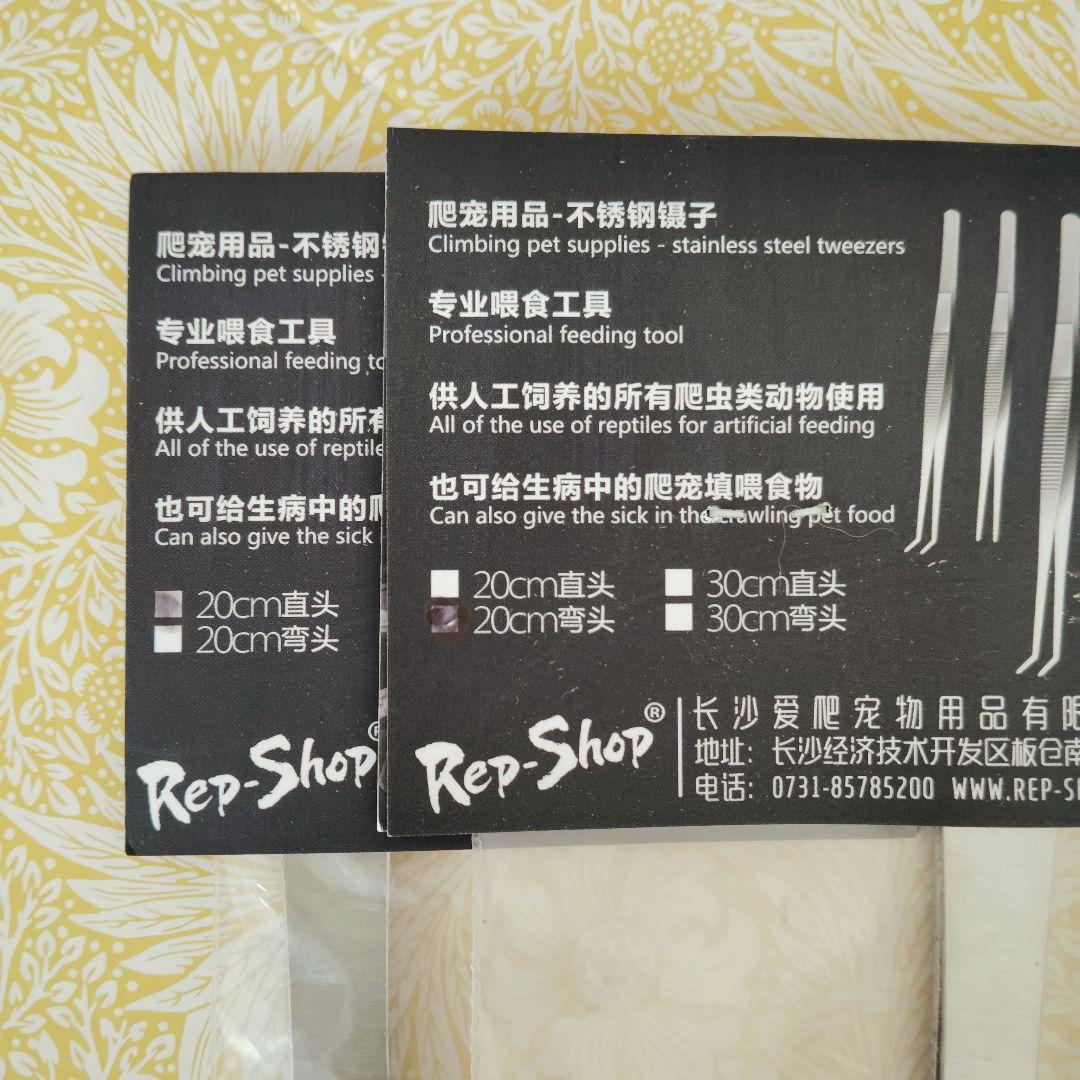 爬宠用品-不锈钢
Climbing pet supplies -
专业喂食工具
Professional feeding
供人工饲养的所有
All of the use of reptile
也可给生病中的
Can also give the sick
20cm直头
20cm弯头
Rep-Shop
爬宠用品-不锈钢镊子
Climbing pet supplies - stainless steel tweezers
专业喂食工具
Professional feeding tool
供人工饲养的所有爬虫类动物使用
All of the use of reptiles for artificial feeding
也可给生病中的爬宠填喂食物
Can also give the sick in the crawling pet food
20cm直头 30cm直头
20cm弯头 30cm弯头
Rep-Shop®
长沙爱爬宠物用品有限
地址: 长沙经济技术开发区板仓南
电话: 0731-85785200 WWW.REP-S